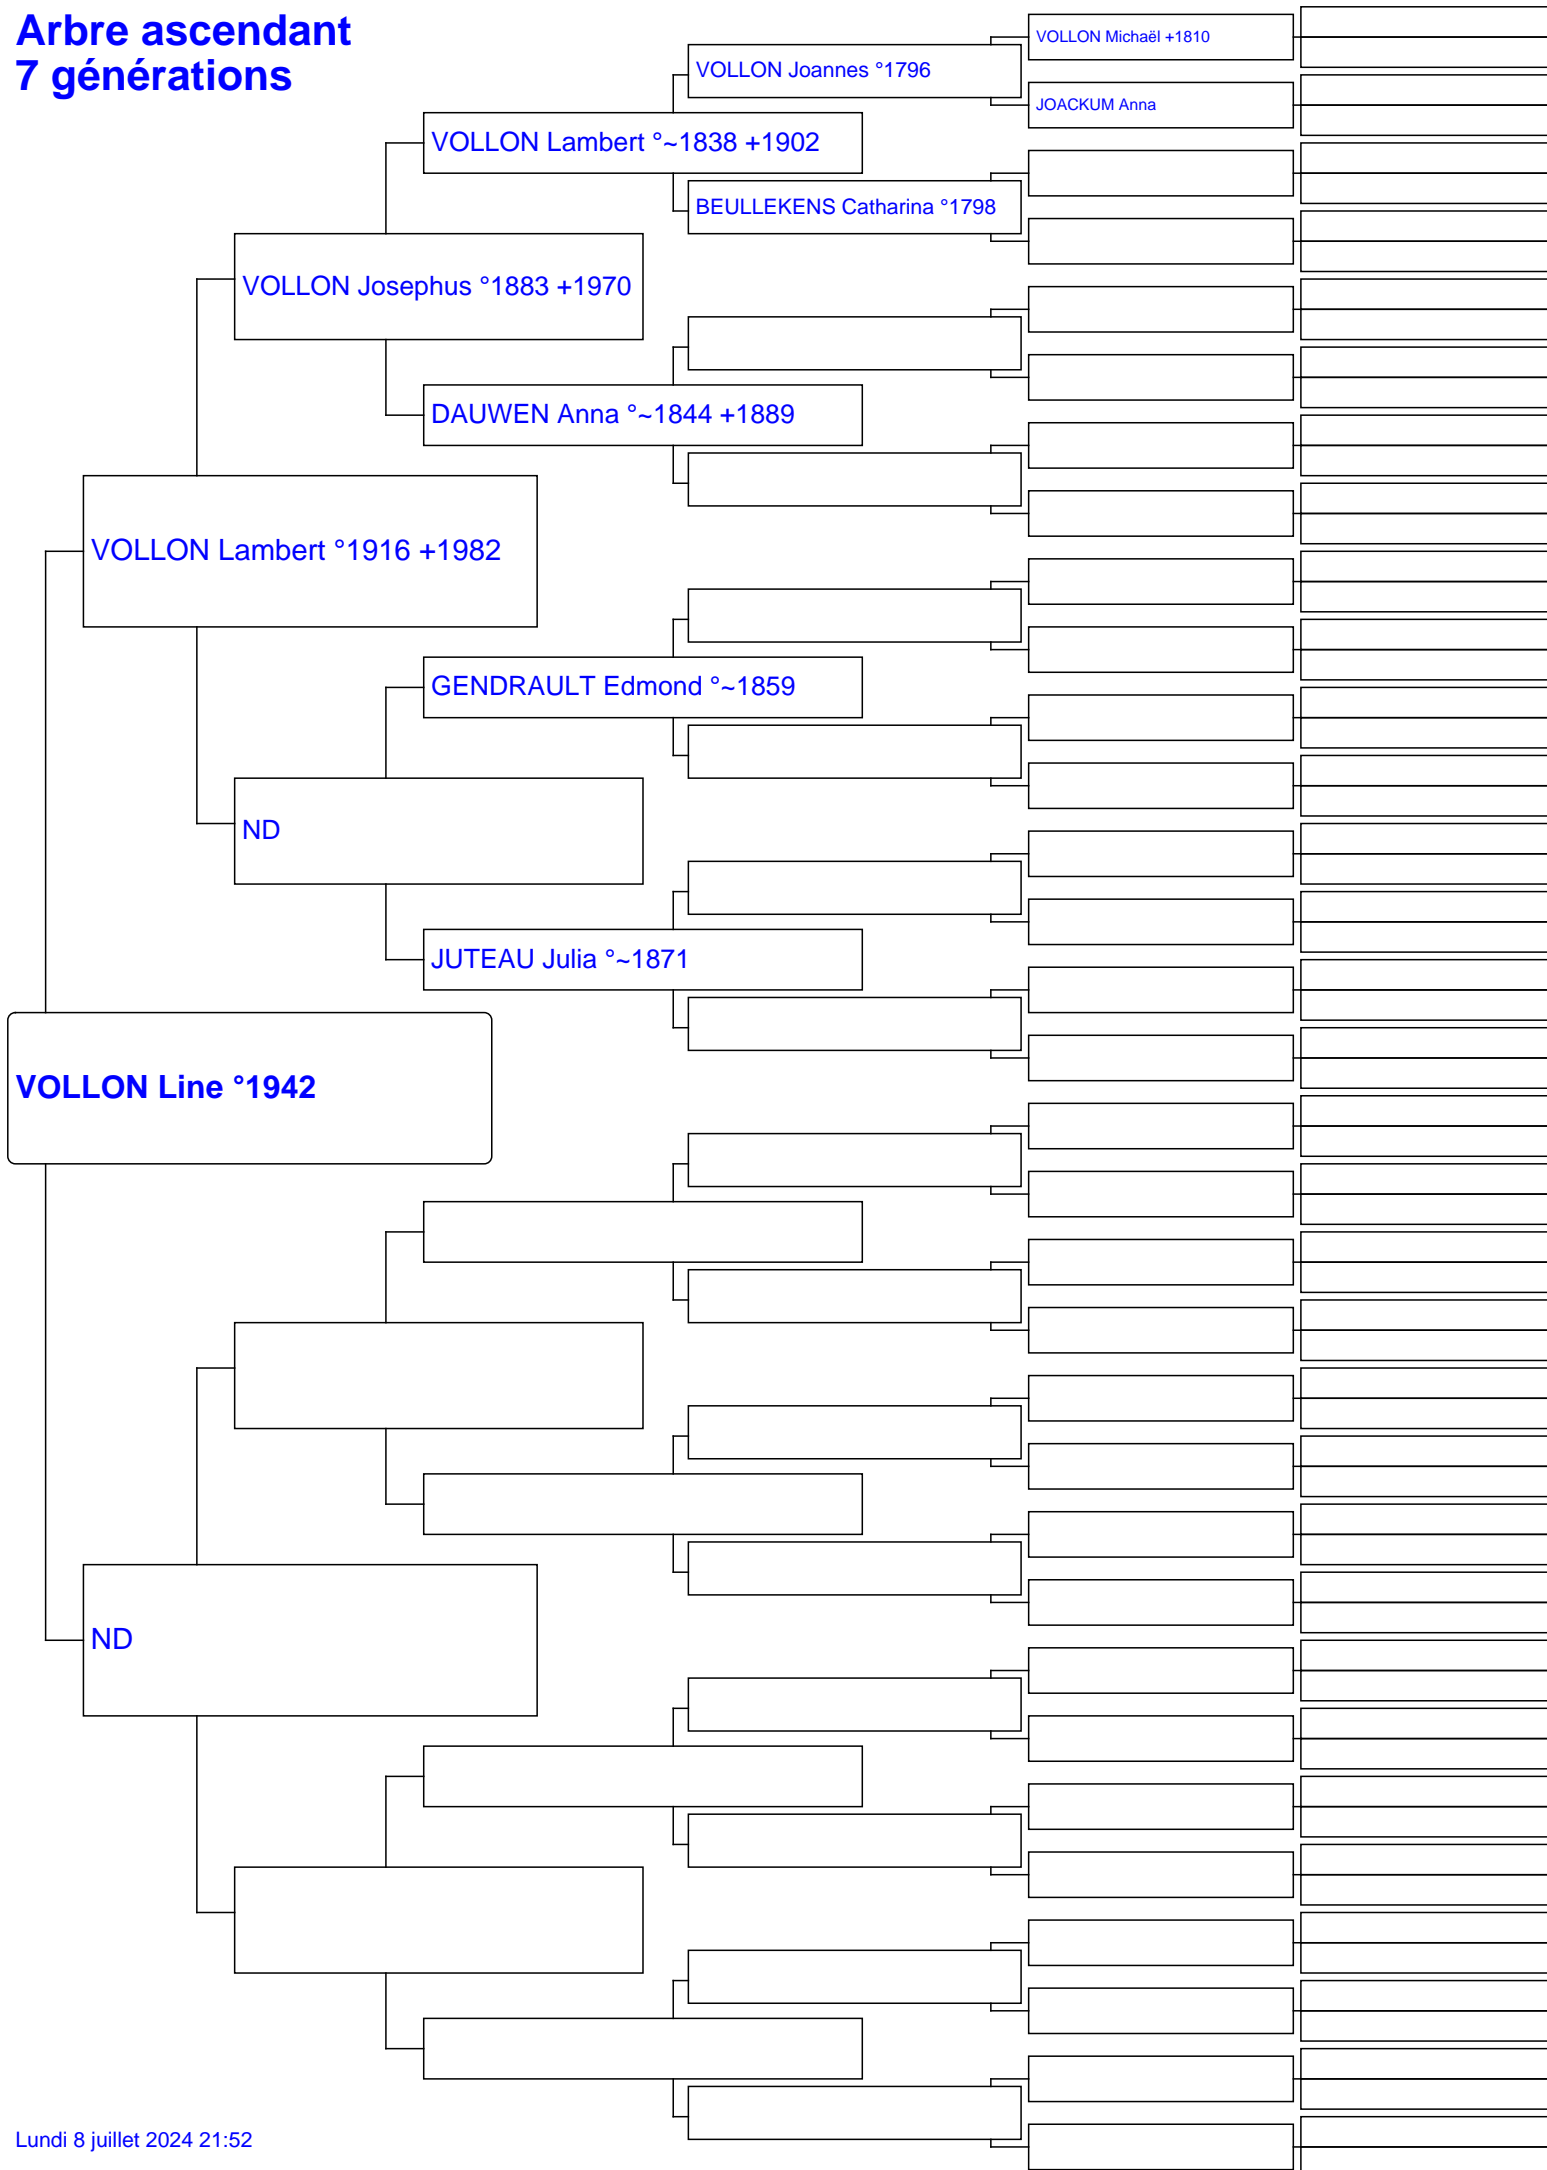 Arbre ascendant
7 générations
VOLLON Michaël +1810
VOLLON Joannes °1796
JOACKUM Anna
VOLLON Lambert °~1838 +1902
BEULLEKENS Catharina °1798
VOLLON Josephus °1883 +1970
DAUWEN Anna °~1844 +1889
VOLLON Lambert °1916 +1982
GENDRAULT Edmond °~1859
ND
JUTEAU Julia °~1871
VOLLON Line °1942
ND
Lundi 8 juillet 2024 21:52